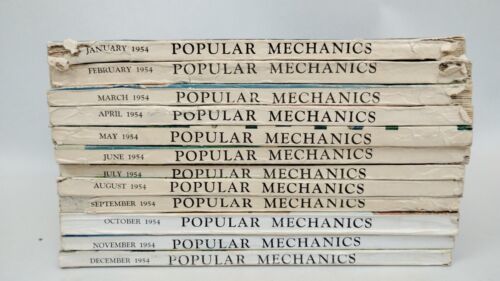 JANUARY 1954 POPULAR MECHANICS
FEBRUARY 1954 POPULAR MECHANICS
MARCH 1954 POPULAR MECHANICS
APRIL 1954 POPULAR MECHANICS
MAY 1954 POPULAR MECHANICS
JUNE 1954 POPULAR MECHANICS
JULY 1954 POPULAR MECHANICS
AUGUST 1954 POPULAR MECHANICS
SEPTEMBER 1954 POPULAR MECHANICS
OCTOBER 1954 POPULAR MECHANICS
NOVEMBER 1954 POPULAR MECHANICS
DECEMBER 1954 POPULAR MECHANICS